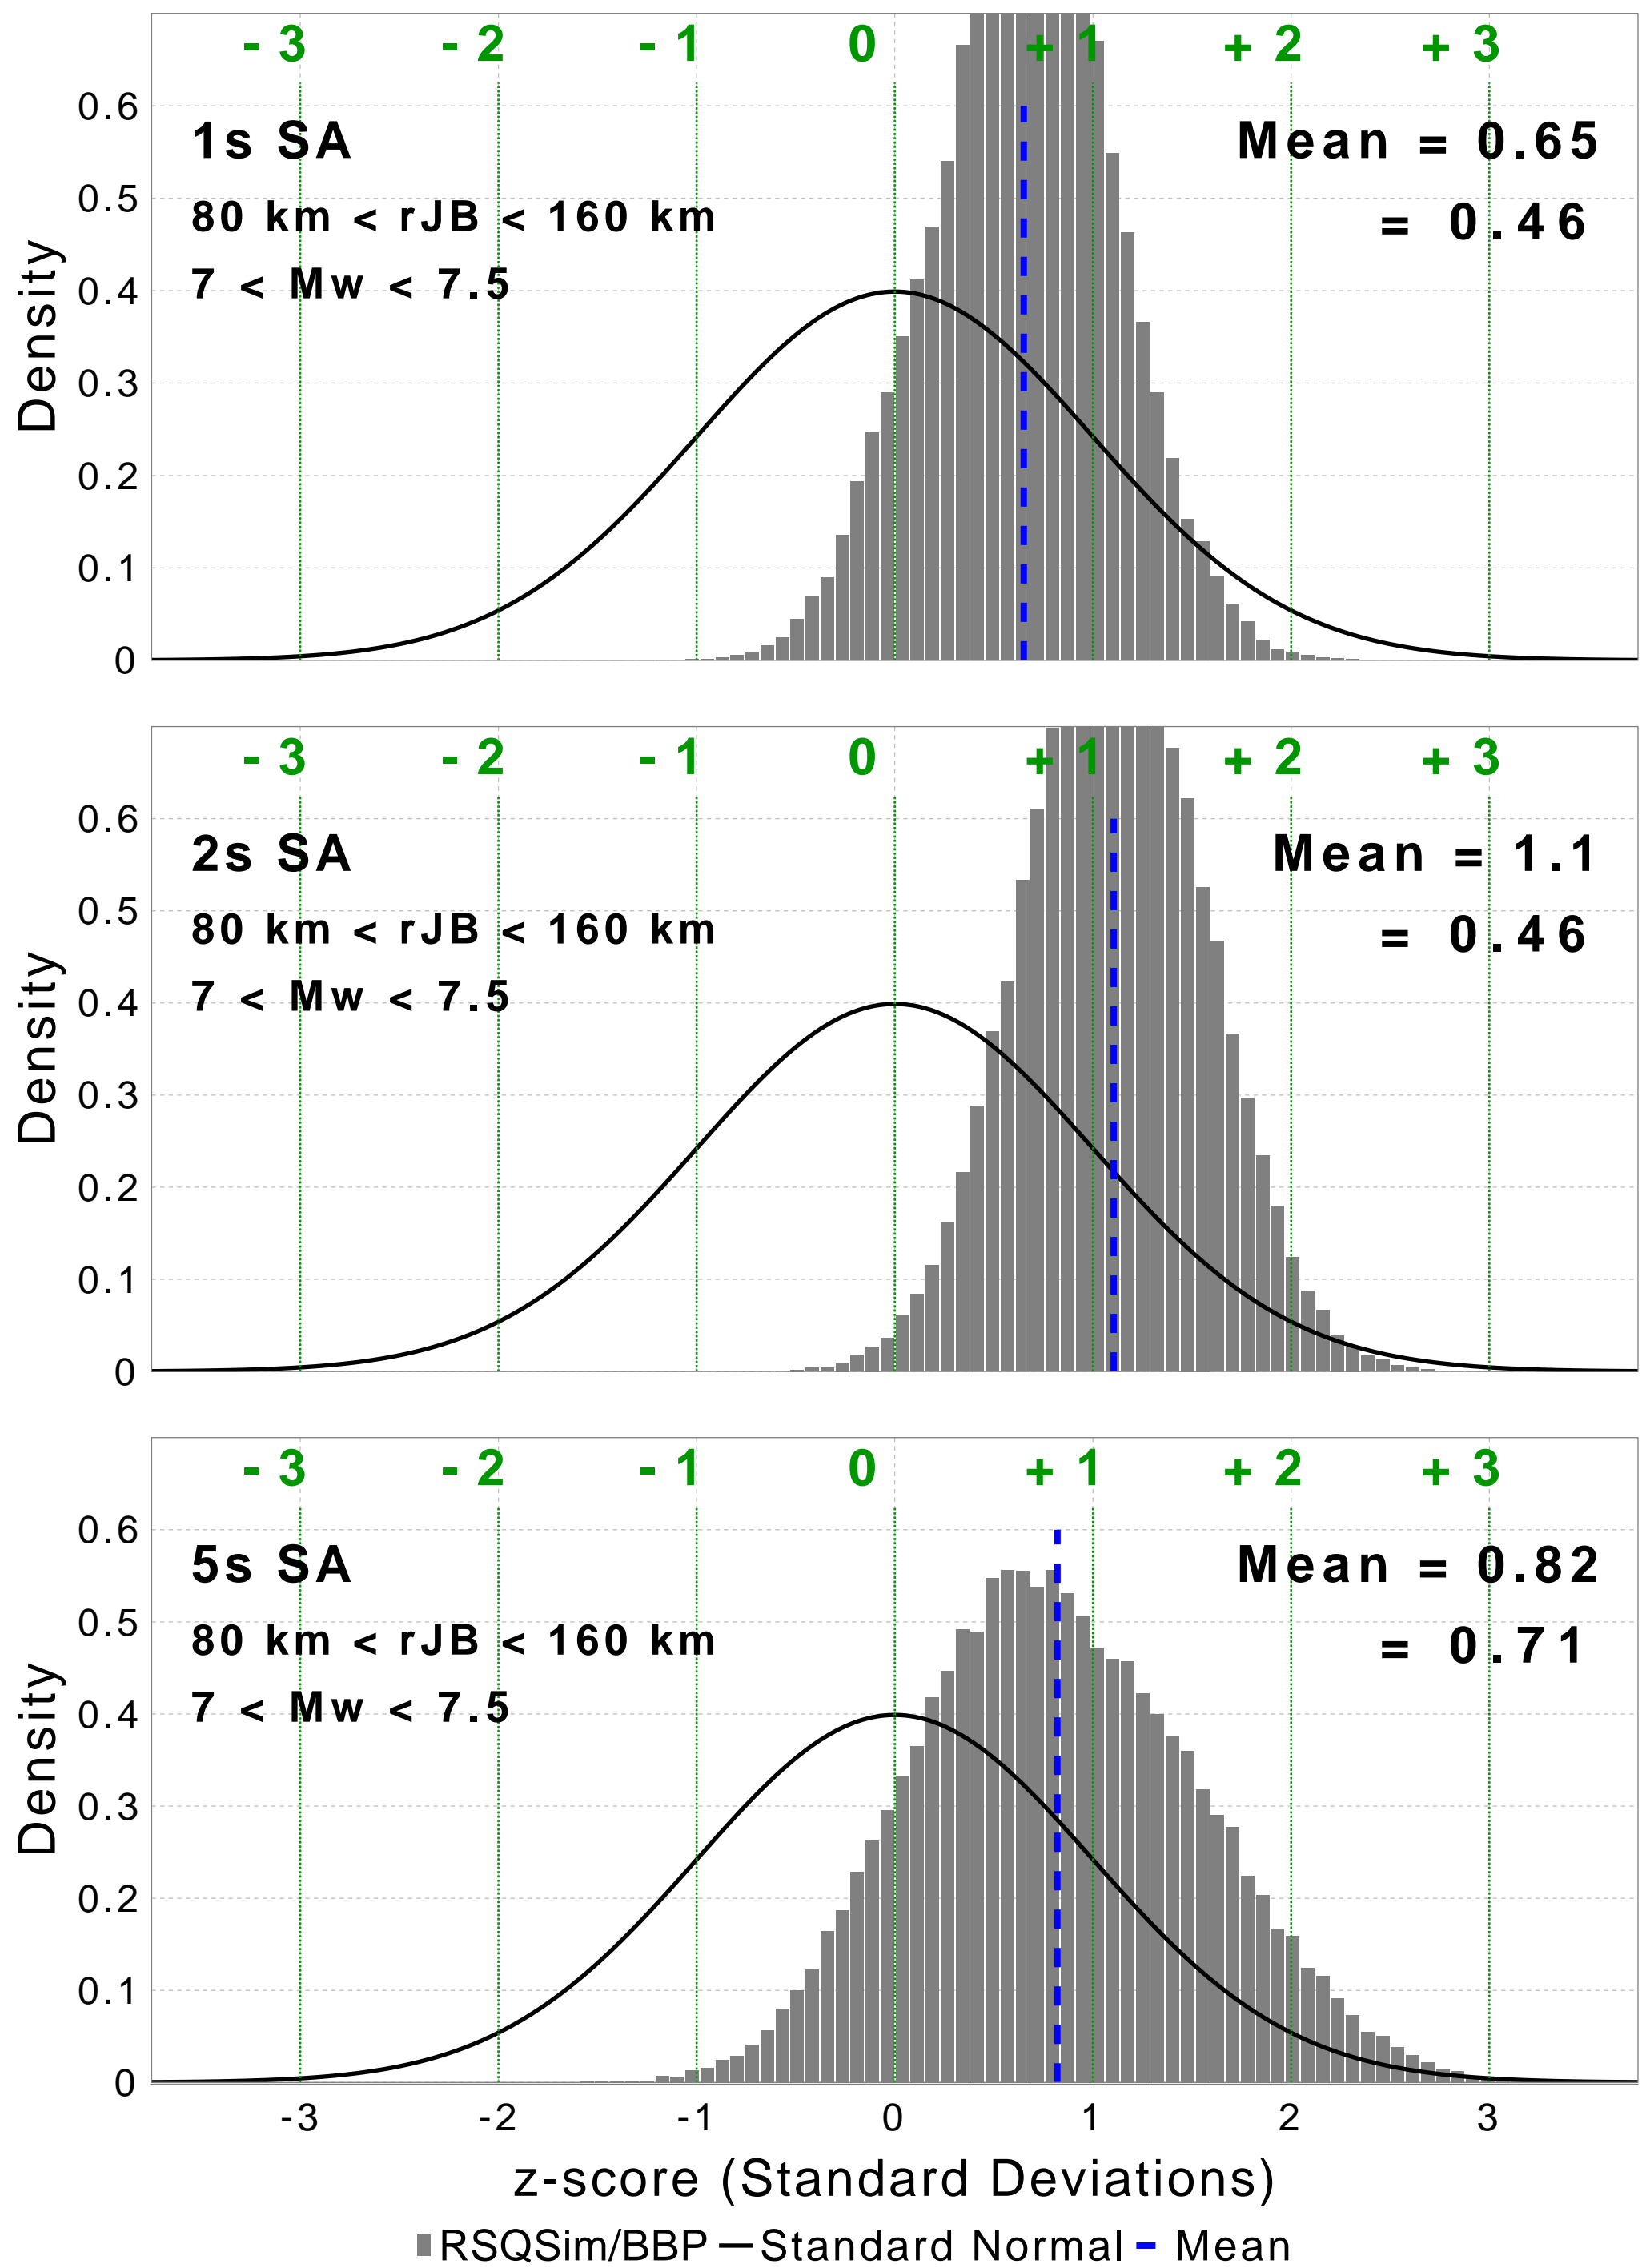 - 3 - 2 - 1 0 + 1 + 2 + 3
0.6
1s SA Mean = 0.65
0.5
80 km < rJB < 160 km = 0.46
7 < Mw < 7.5
0.4
Density
0.3
0.2
0.1
0
- 3 - 2 - 1 0 + 1 + 2 + 3
0.6
2s SA Mean = 1.1
0.5
80 km < rJB < 160 km = 0.46
7 < Mw < 7.5
0.4
Density
0.3
0.2
0.1
0
- 3 - 2 - 1 0 + 1 + 2 + 3
0.6
5s SA Mean = 0.82
0.5
80 km < rJB < 160 km = 0.71
7 < Mw < 7.5
0.4
Density
0.3
0.2
0.1
0
-3 -2 -1 0 1 2 3
z-score (Standard Deviations)
RSQSim/BBP Standard Normal Mean